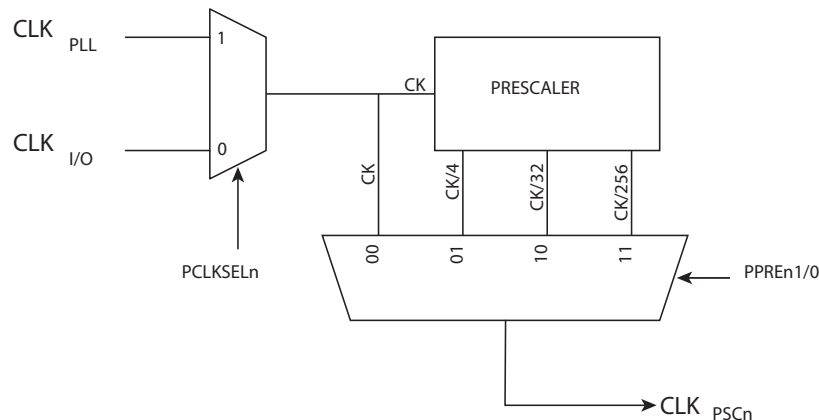 CLK PLL
1
CK
PRESCALER
CLK I/O
0
CK
CK/4
CK/32
CK/256
00
01
10
11
PCLKSELn
PPREn1/0
CLK PSCn